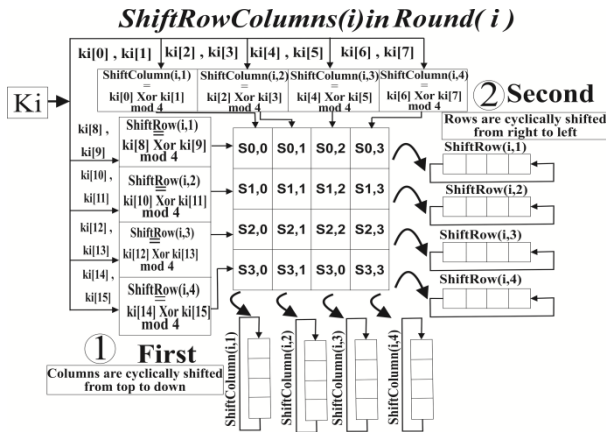 ShiftRowColumns(i)in Round( i )
ki[0] , ki[1] ki[2] , ki[3] ki[4] , ki[5] ki[6] , ki[7]
Ki
ShiftColumn(i,1)
=
ki[0] Xor ki[1]
mod 4
ShiftColumn(i,2)
=
ki[2] Xor ki[3]
mod 4
ShiftColumn(i,3)
=
ki[4] Xor ki[5]
mod 4
ShiftColumn(i,4)
=
ki[6] Xor ki[7]
mod 4
2 Second
Rows are cyclically shifted
from right to left
ki[8] ,
ki[9]
ki[10] ,
ki[11]
ki[12] ,
ki[13]
ki[14] ,
ki[15]
ShiftRow(i,1)
=
ki[8] Xor ki[9]
mod 4
ShiftRow(i,2)
=
ki[10] Xor ki[11]
mod 4
ShiftRow(i,3)
=
ki[12] Xor ki[13]
mod 4
ShiftRow(i,4)
=
ki[14] Xor ki[15]
mod 4
S0,0 S0,1 S0,2 S0,3
S1,0 S1,1 S1,2 S1,3
S2,0 S2,1 S2,2 S2,3
S3,0 S3,1 S3,2 S3,3
ShiftRow(i,1)
ShiftRow(i,2)
ShiftRow(i,3)
ShiftRow(i,4)
1 First
Columns are cyclically shifted
from top to down
ShiftColumn(i,1)
ShiftColumn(i,2)
ShiftColumn(i,3)
ShiftColumn(i,4)